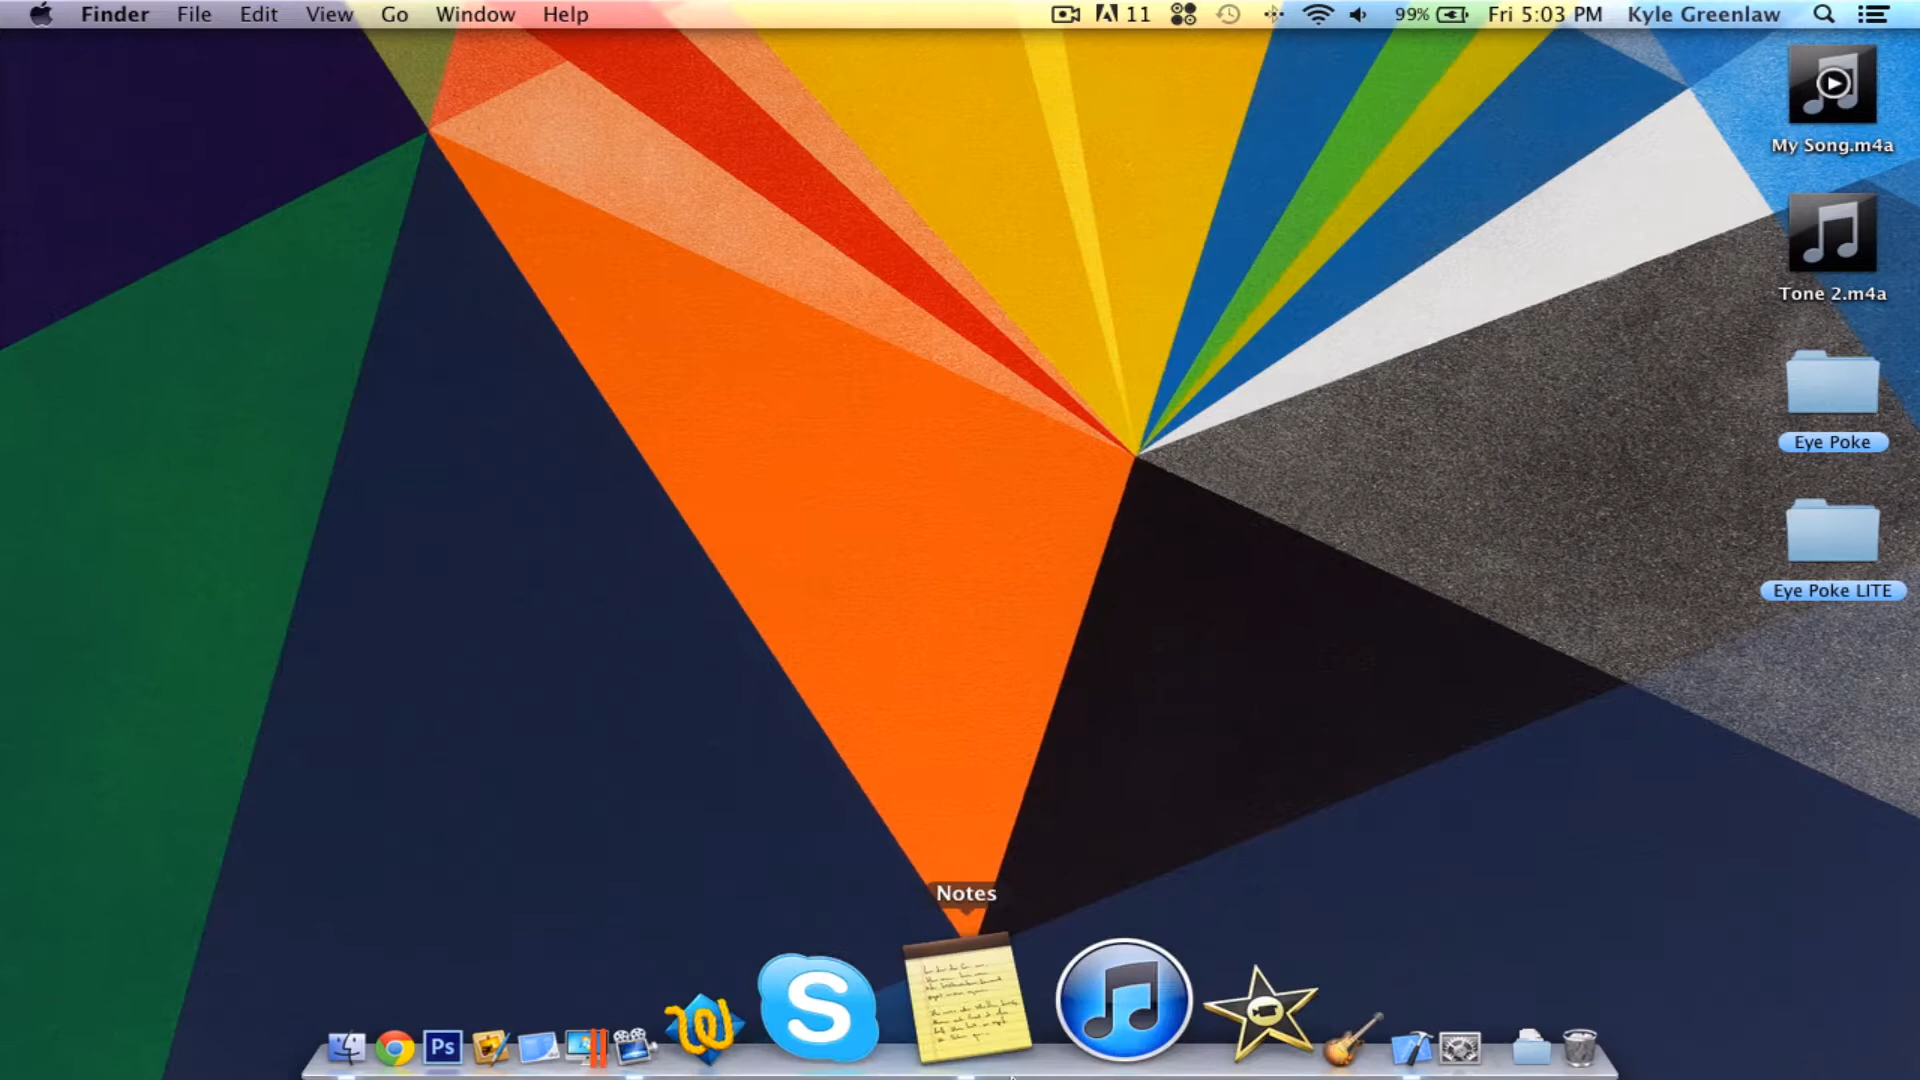 Finder File Edit View Go Window Help 11 99% Fri 5:03 PM Kyle Greenlaw
My Song.m4a
Tone 2.m4a
Eye Poke
Eye Poke LITE
Notes
S
Ps